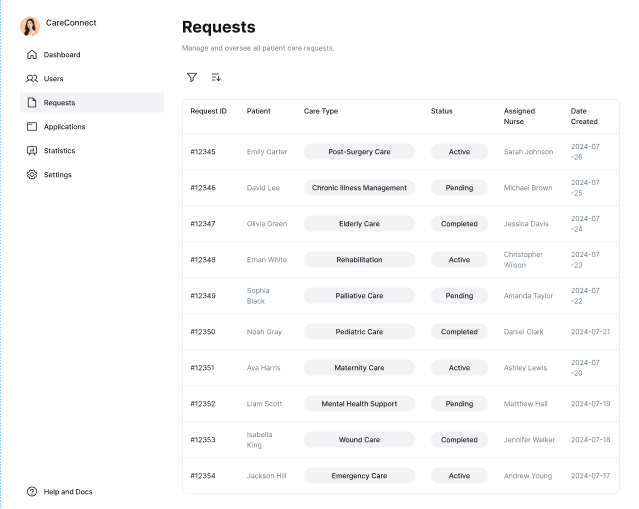 CareConnect
Dashboard
Users
Requests
Applications
Statistics
Settings
Help and Docs
Requests
Manage and oversee all patient care requests.
Request ID Patient Care Type Status Assigned Nurse Date Created
#12345 Emily Carter Post-Surgery Care Active Sarah Johnson 2024-07-26
#12346 David Lee Chronic Illness Management Pending Michael Brown 2024-07-25
#12347 Olivia Green Elderly Care Completed Jessica Davis 2024-07-24
#12348 Ethan White Rehabilitation Active Christopher Wilson 2024-07-23
#12349 Sophia Black Palliative Care Pending Amanda Taylor 2024-07-22
#12350 Noah Gray Pediatric Care Completed Daniel Clark 2024-07-21
#12351 Ava Harris Maternity Care Active Ashley Lewis 2024-07-20
#12352 Liam Scott Mental Health Support Pending Matthew Hall 2024-07-19
#12353 Isabella King Wound Care Completed Jennifer Walker 2024-07-18
#12354 Jackson Hill Emergency Care Active Andrew Young 2024-07-17